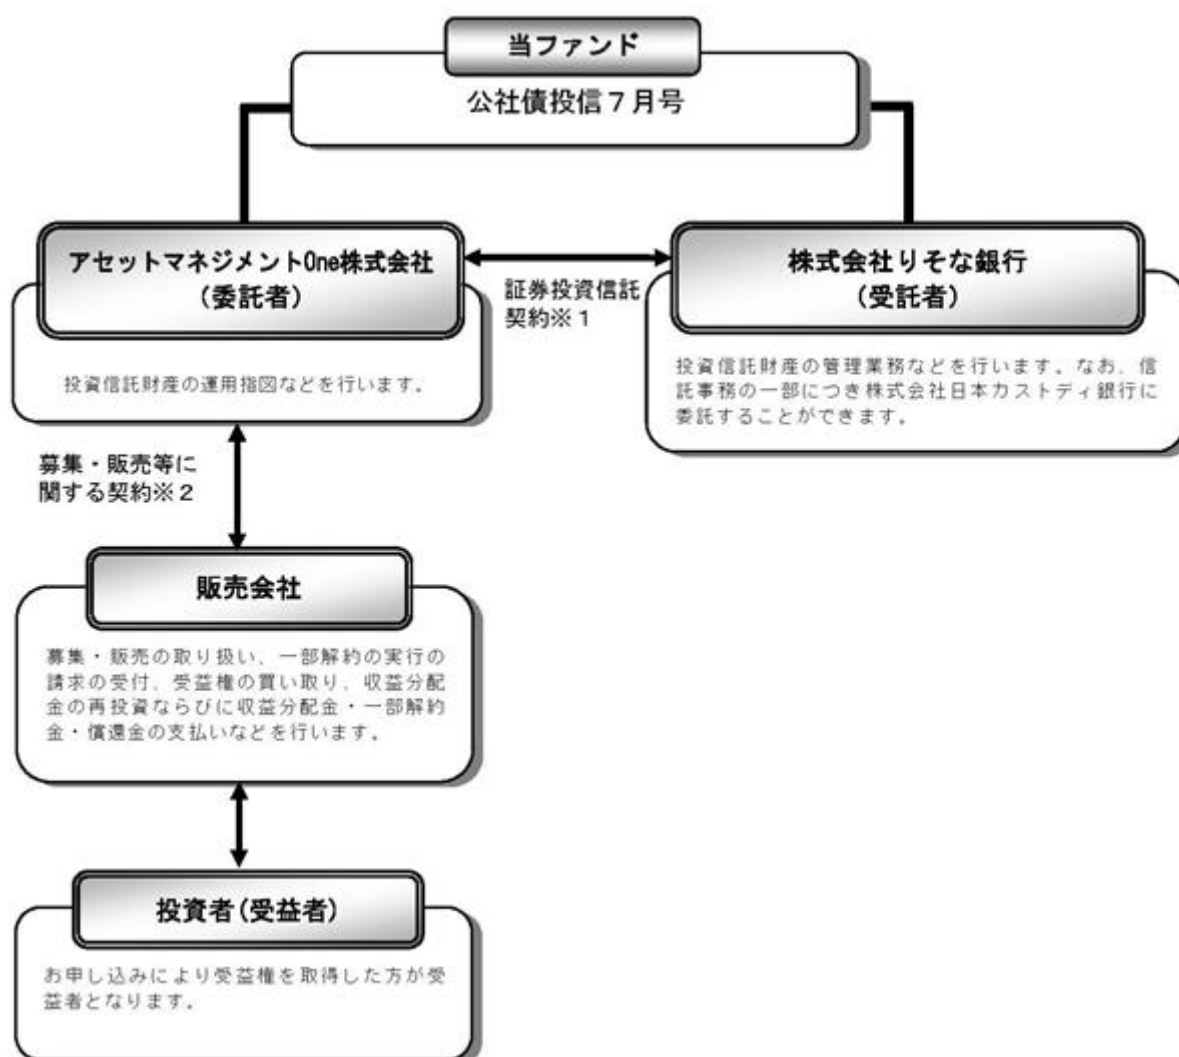 当ファンド
公社債投信7月号
アセットマネジメントOne株式会社
(委託者)
投資信託財産の運用指図などを行います。
証券投資信託
契約※1
株式会社りそな銀行
(受託者)
投資信託財産の管理業務などを行います。なお、信
託事務の一部につき株式会社日本カストディ銀行に
委託することができます。
募集・販売等に
関する契約※2
販売会社
募集・販売の取り扱い、一部解約の実行の
請求の受付、受益権の買い取り、収益分配
金の再投資ならびに収益分配金・一部解約
金・償還金の支払いなどを行います。
投資者(受益者)
お申し込みにより受益権を取得した方が受
益者となります。